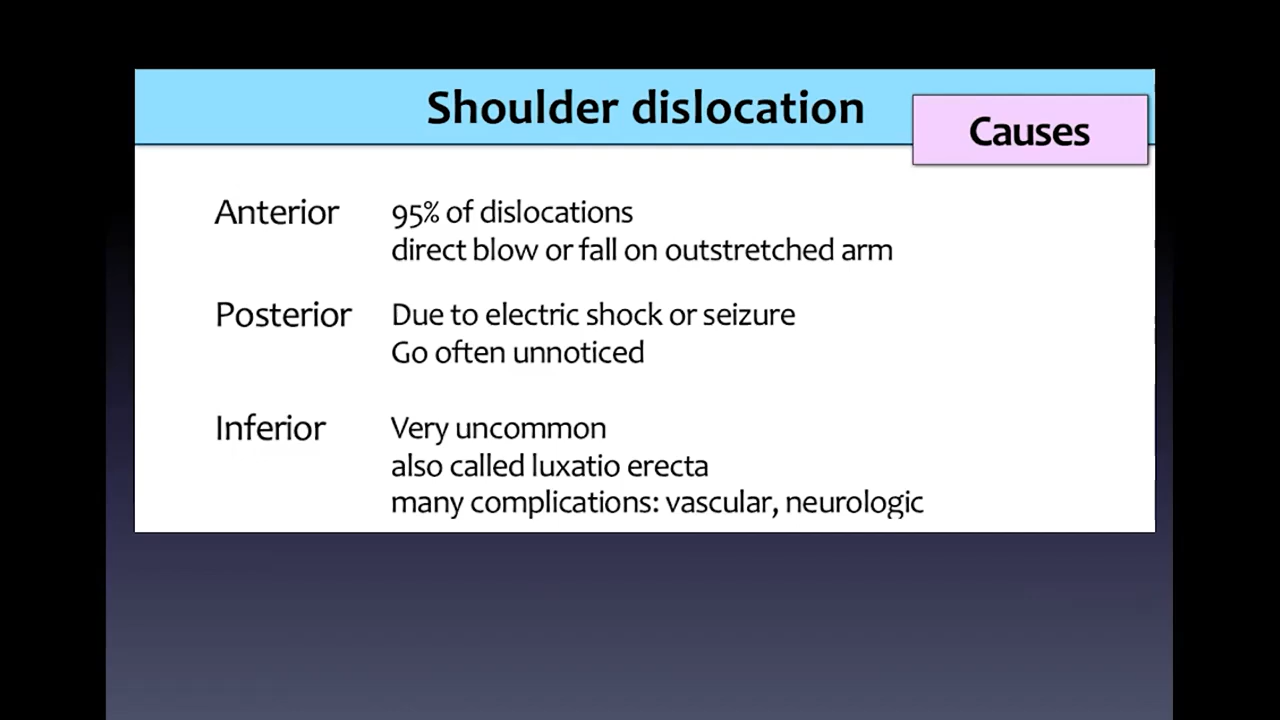 Shoulder dislocation
Causes
Anterior
95% of dislocations
direct blow or fall on outstretched arm
Posterior
Due to electric shock or seizure
Go often unnoticed
Inferior
Very uncommon
also called luxatio erecta
many complications: vascular, neurologic